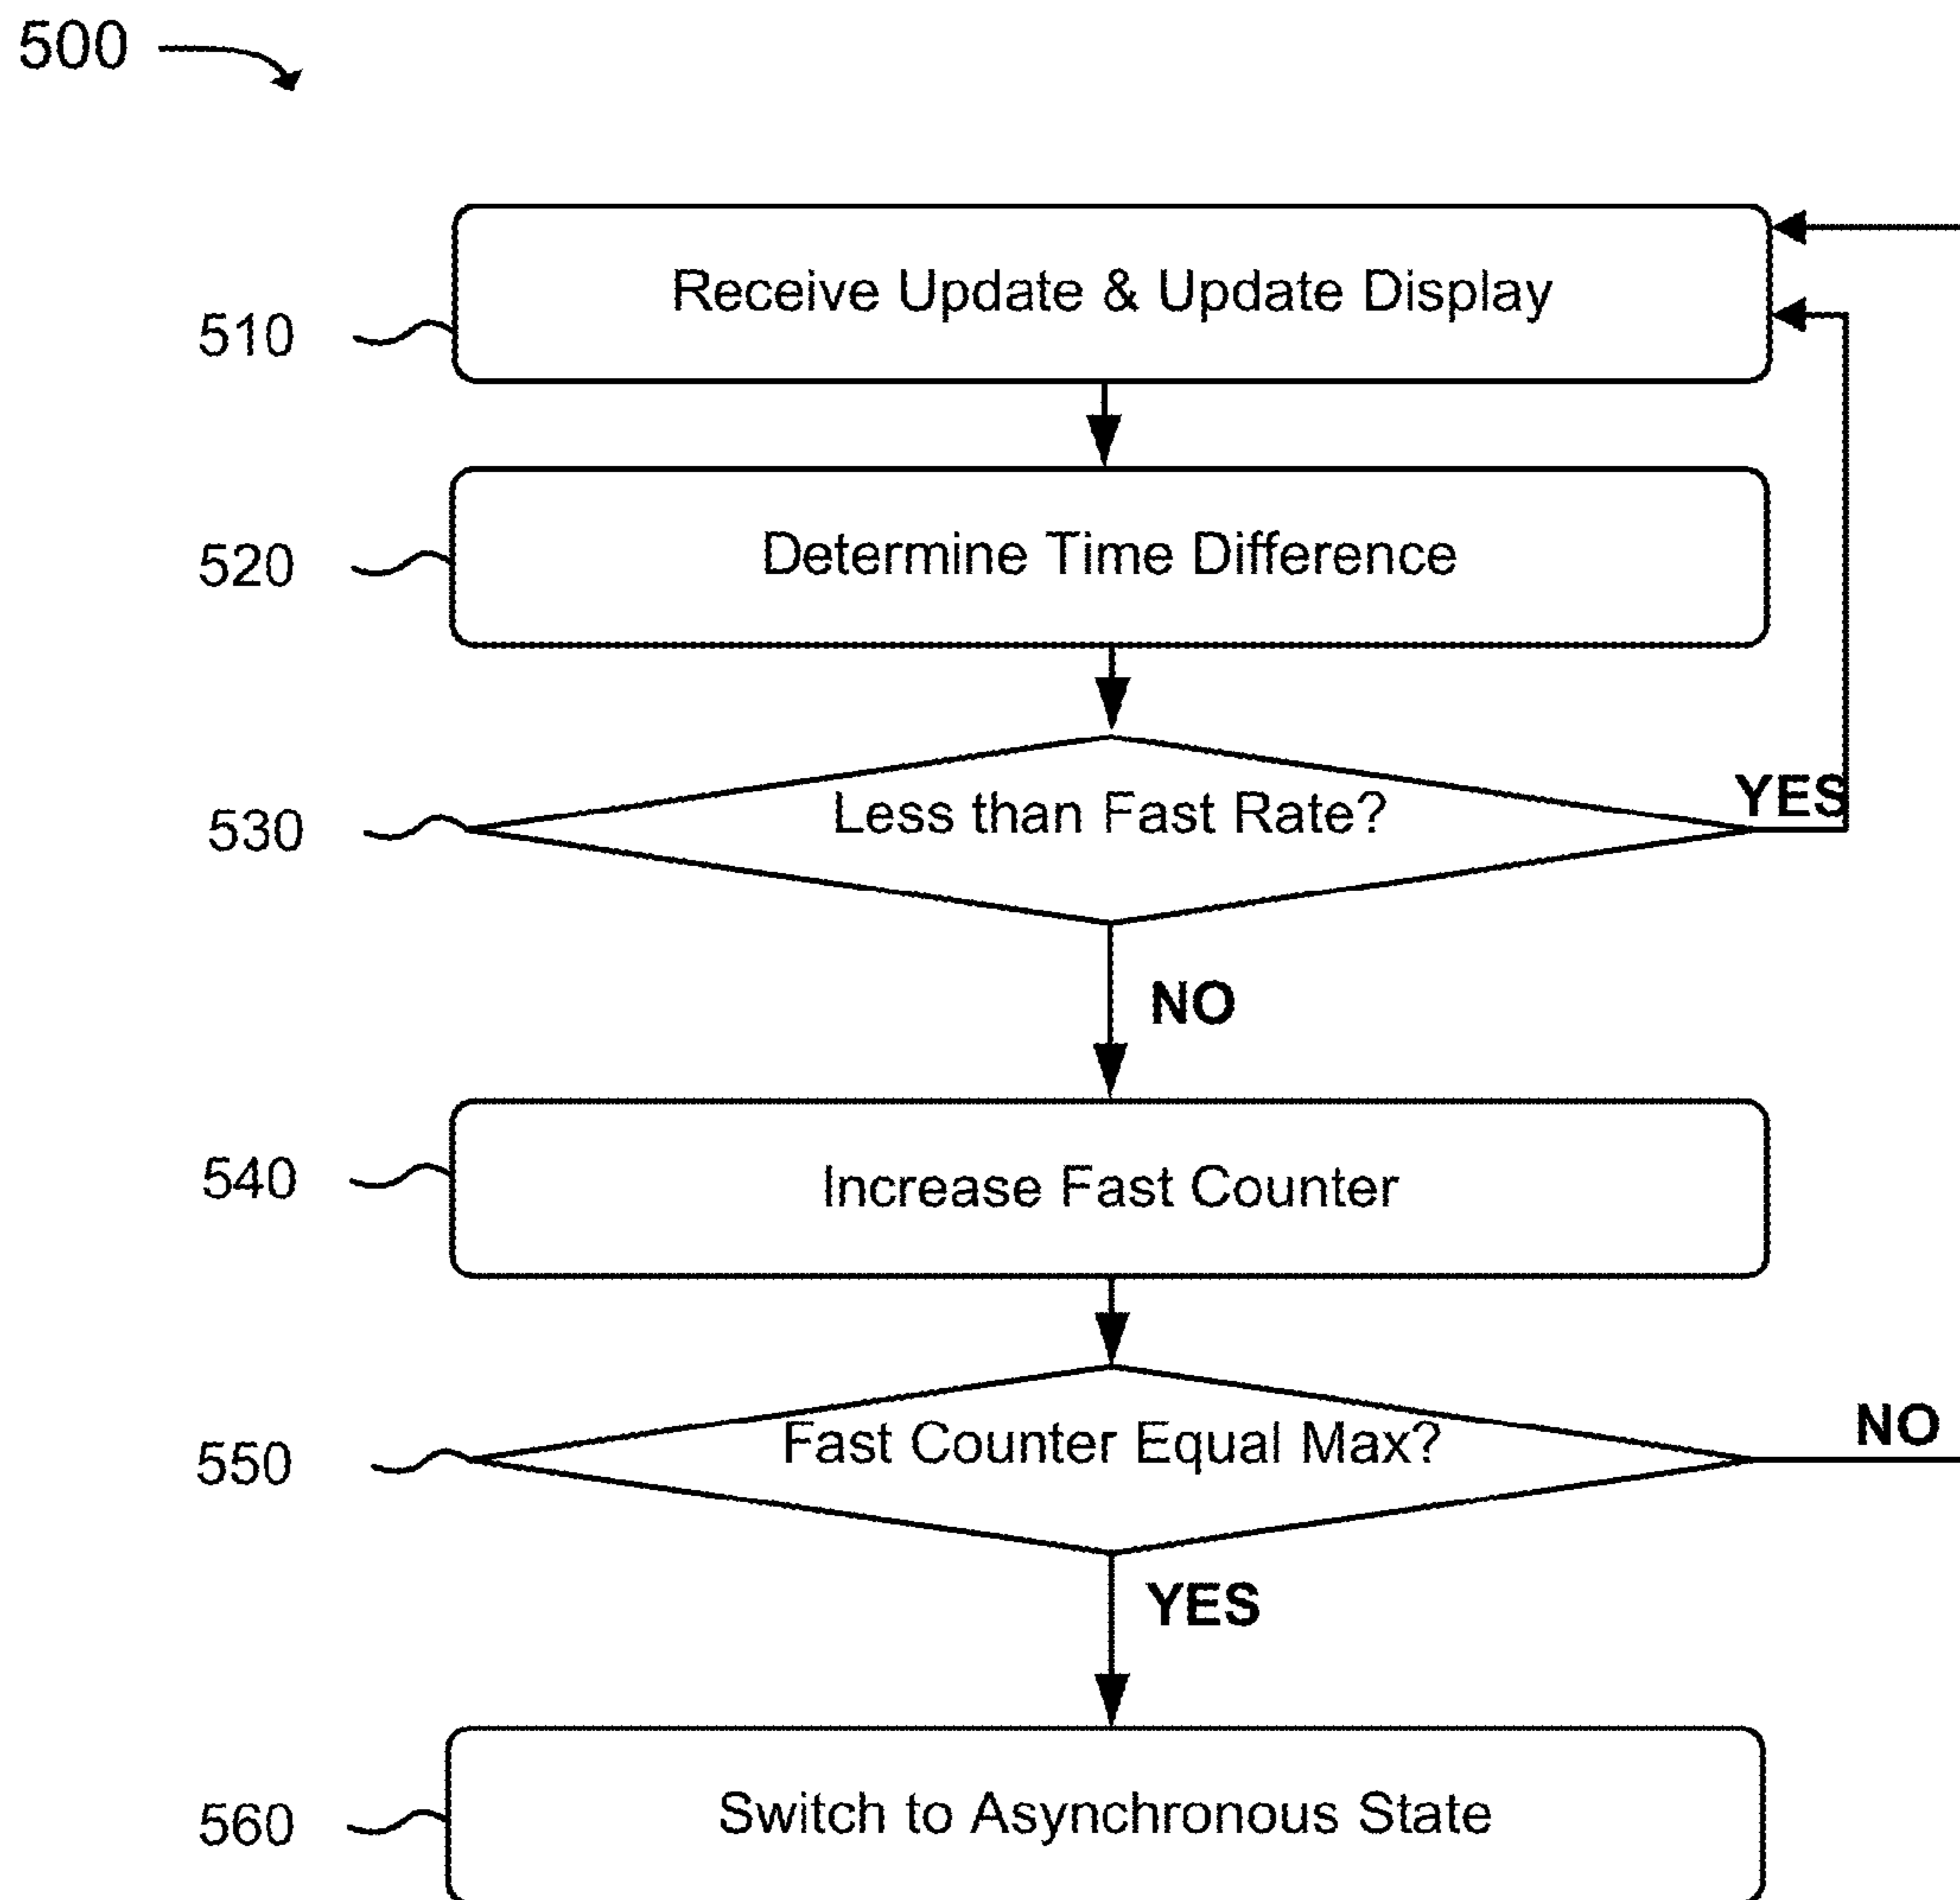 500
Receive Update & Update Display
510
Determine Time Difference
520
Less than Fast Rate?
YES
530
NO
Increase Fast Counter
540
Fast Counter Equal Max?
NO
550
YES
Switch to Asynchronous State
560